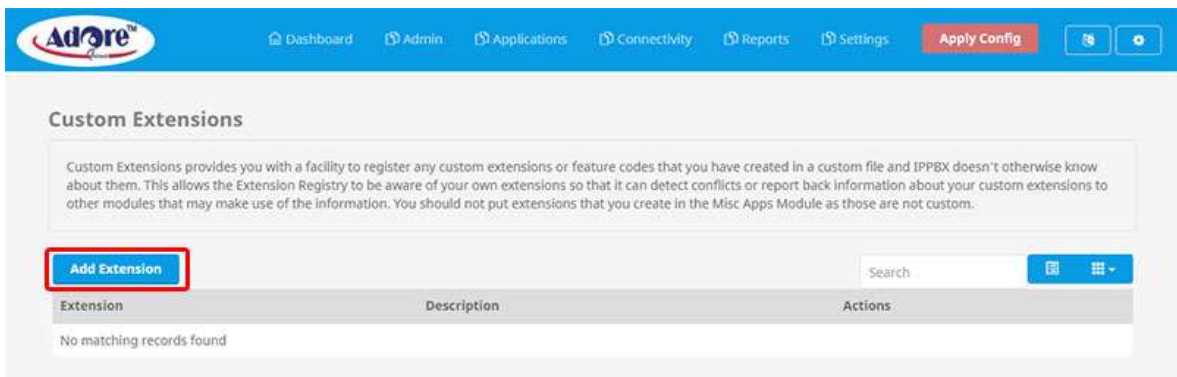 Adore™
Dashboard Admin Applications Connectivity Reports Settings Apply Config
Custom Extensions
Custom Extensions provides you with a facility to register any custom extensions or feature codes that you have created in a custom file and IPPBX doesn't otherwise know
about them. This allows the Extension Registry to be aware of your own extensions so that it can detect conflicts or report back information about your custom extensions to
other modules that may make use of the information. You should not put extensions that you create in the Misc Apps Module as those are not custom.
Add Extension Search
Extension Description Actions
No matching records found